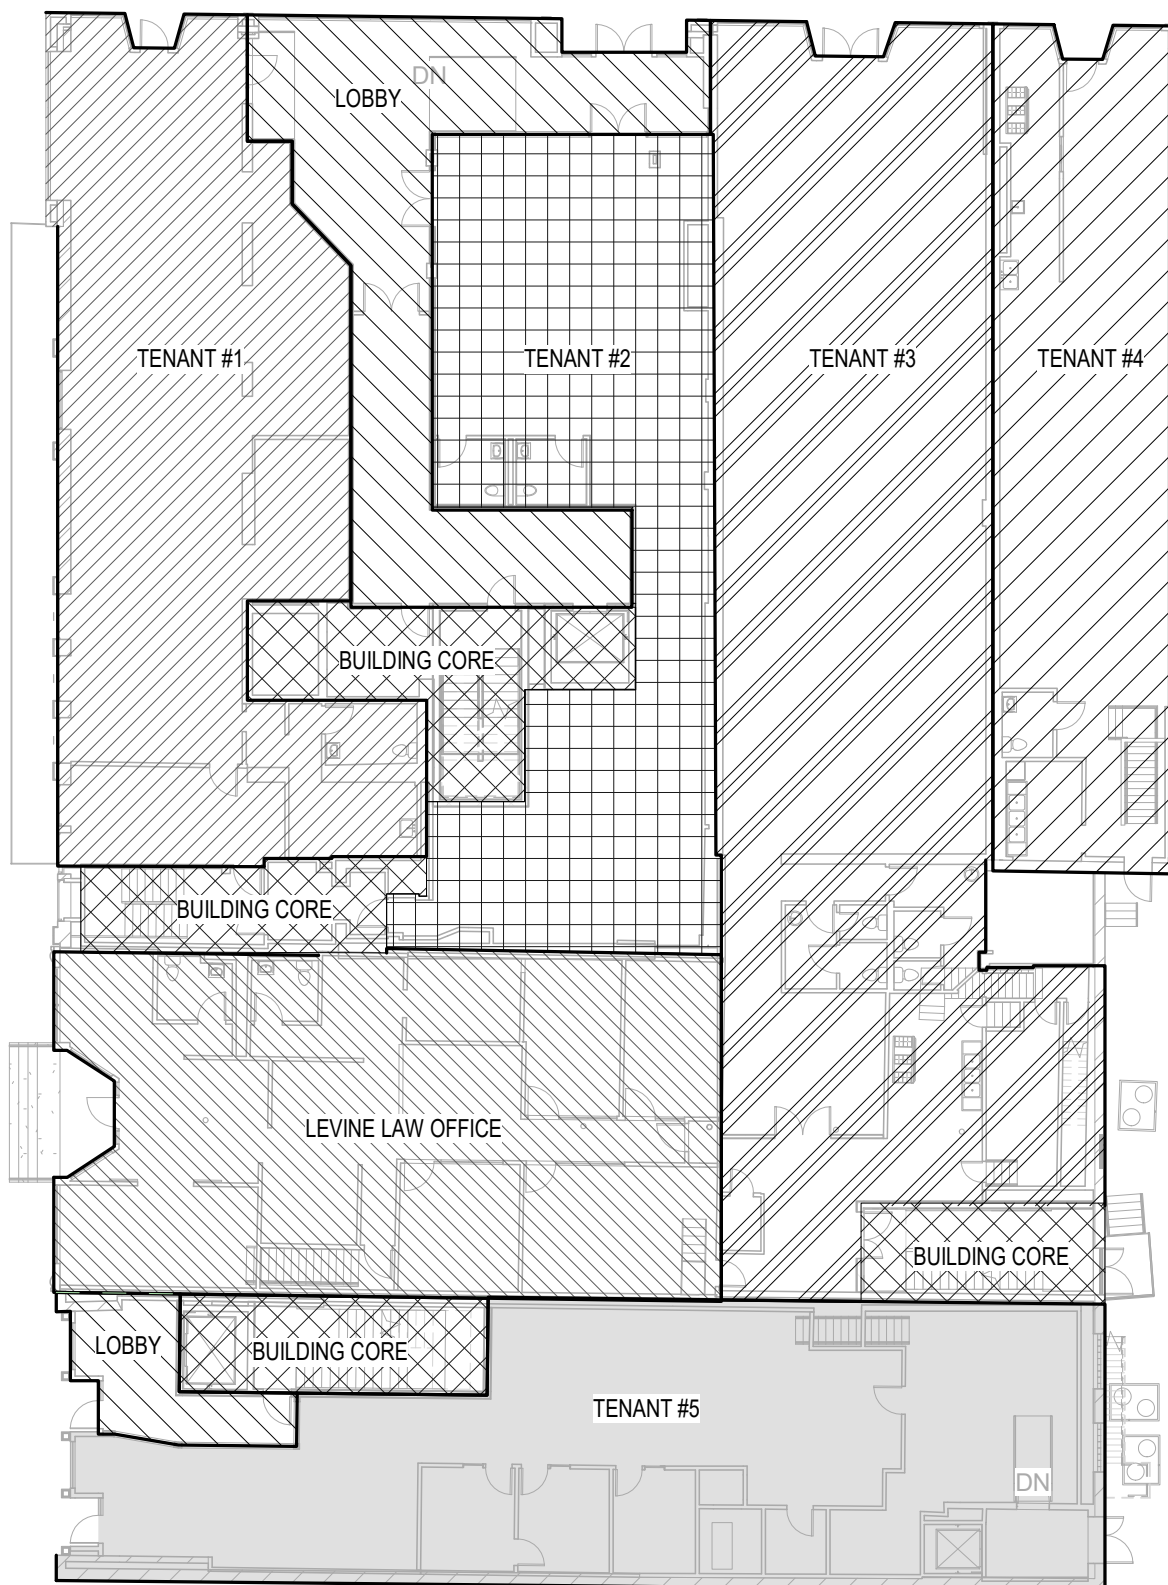 DN
LOBBY
TENANT #1
TENANT #2
TENANT #3
TENANT #4
BUILDING CORE
BUILDING CORE
LEVINE LAW OFFICE
BUILDING CORE
LOBBY
BUILDING CORE
TENANT #5
DN